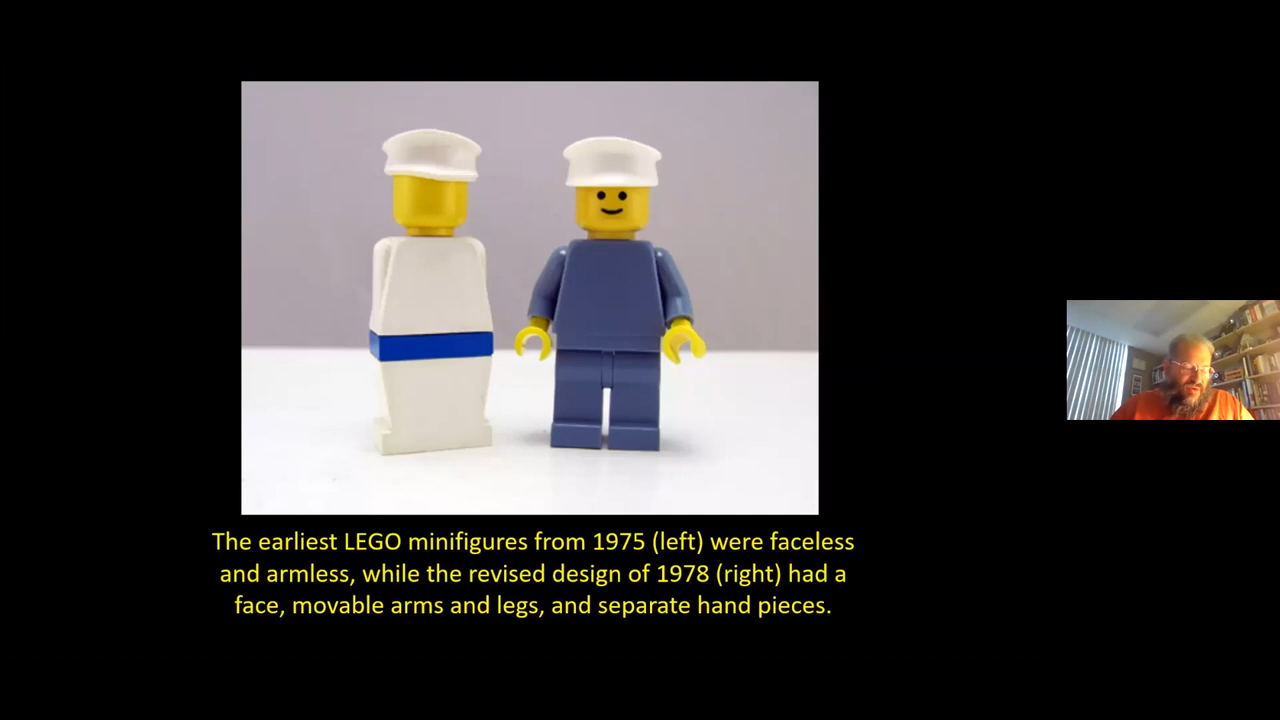 The earliest LEGO minifigures from 1975 (left) were faceless
and armless, while the revised design of 1978 (right) had a
face, movable arms and legs, and separate hand pieces.